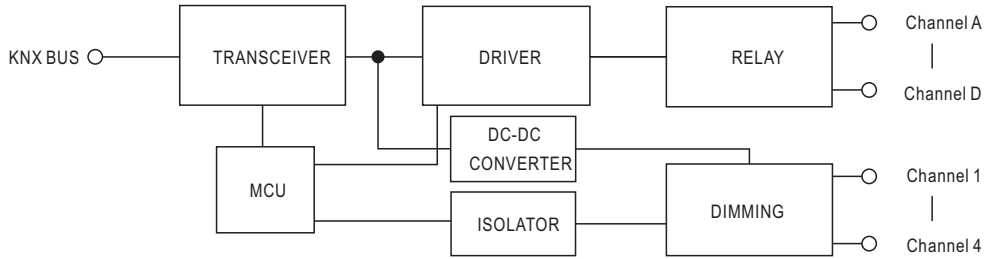 KNX BUS
TRANSCEIVER
DRIVER
RELAY
Channel A
Channel D
MCU
DC-DC
CONVERTER
ISOLATOR
DIMMING
Channel 1
Channel 4